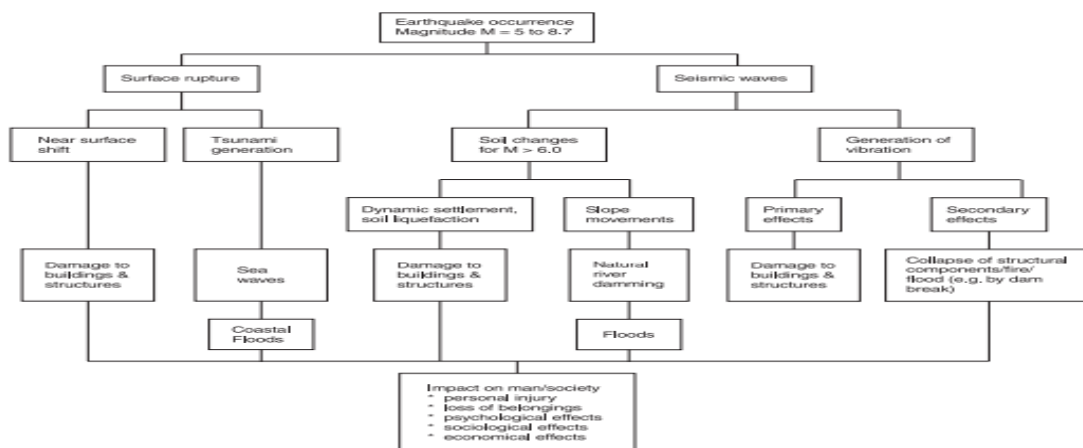 Earthquake occurrence
Magnitude M = 5 to 8.7
Surface rupture
Seismic waves
Near surface
shift
Tsunami
generation
Soil changes
for M > 6.0
Generation of
vibration
Dynamic settlement,
soil liquefaction
Slope
movements
Primary
effects
Secondary
effects
Damage to
buildings &
structures
Sea
waves
Damage to
buildings &
structures
Natural
river
damming
Damage to
buildings &
structures
Collapse of structural
components/fire/
flood (e.g. by dam
break)
Coastal
Floods
Floods
Impact on man/society
* personal injury
* loss of belongings
* psychological effects
* sociological effects
* economical effects